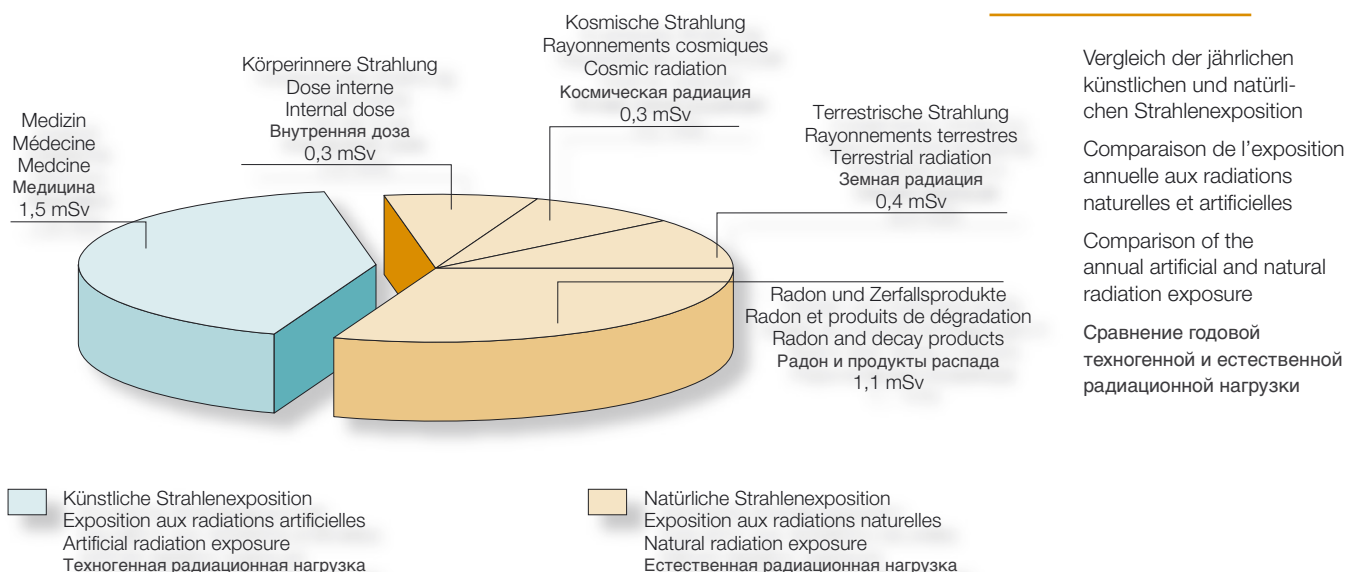 Kosmische Strahlung
Rayonnements cosmiques
Cosmic radiation
Космическая радиация
0,3 mSv
Körperinnere Strahlung
Dose interne
Internal dose
Внутренняя доза
0,3 mSv
Medizin
Médecine
Medcine
Медицина
1,5 mSv
Terrestrische Strahlung
Rayonnements terrestres
Terrestrial radiation
Земная радиация
0,4 mSv
Radon und Zerfallsprodukte
Radon et produits de dégradation
Radon and decay products
Радон и продукты распада
1,1 mSv
Vergleich der jährlichen
künstlichen und natürli-
chen Strahlenexposition
Comparaison de l’exposition
annuelle aux radiations
naturelles et artificielles
Comparison of the
annual artificial and natural
radiation exposure
Сравнение годовой
техногенной и естественной
радиационной нагрузки
Künstliche Strahlenexposition
Exposition aux radiations artificielles
Artificial radiation exposure
Техногенная радиационная нагрузка
Natürliche Strahlenexposition
Exposition aux radiations naturelles
Natural radiation exposure
Естественная радиационная нагрузка